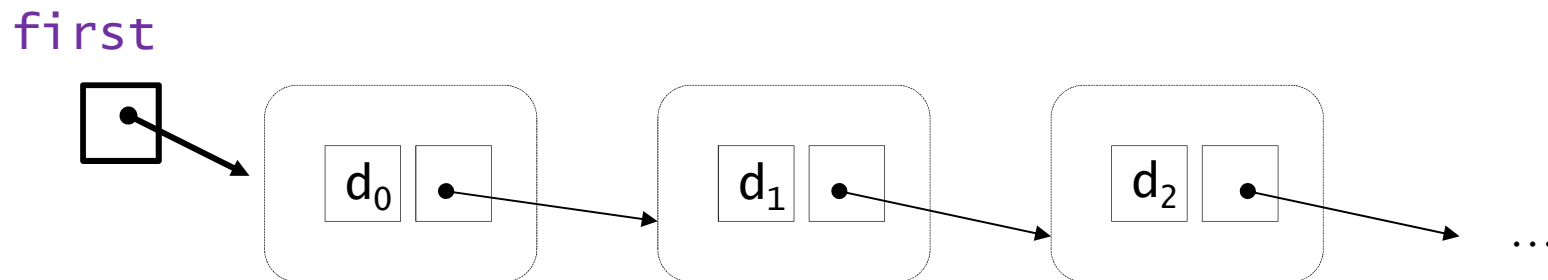 first
d₀ d₁ d₂ ...